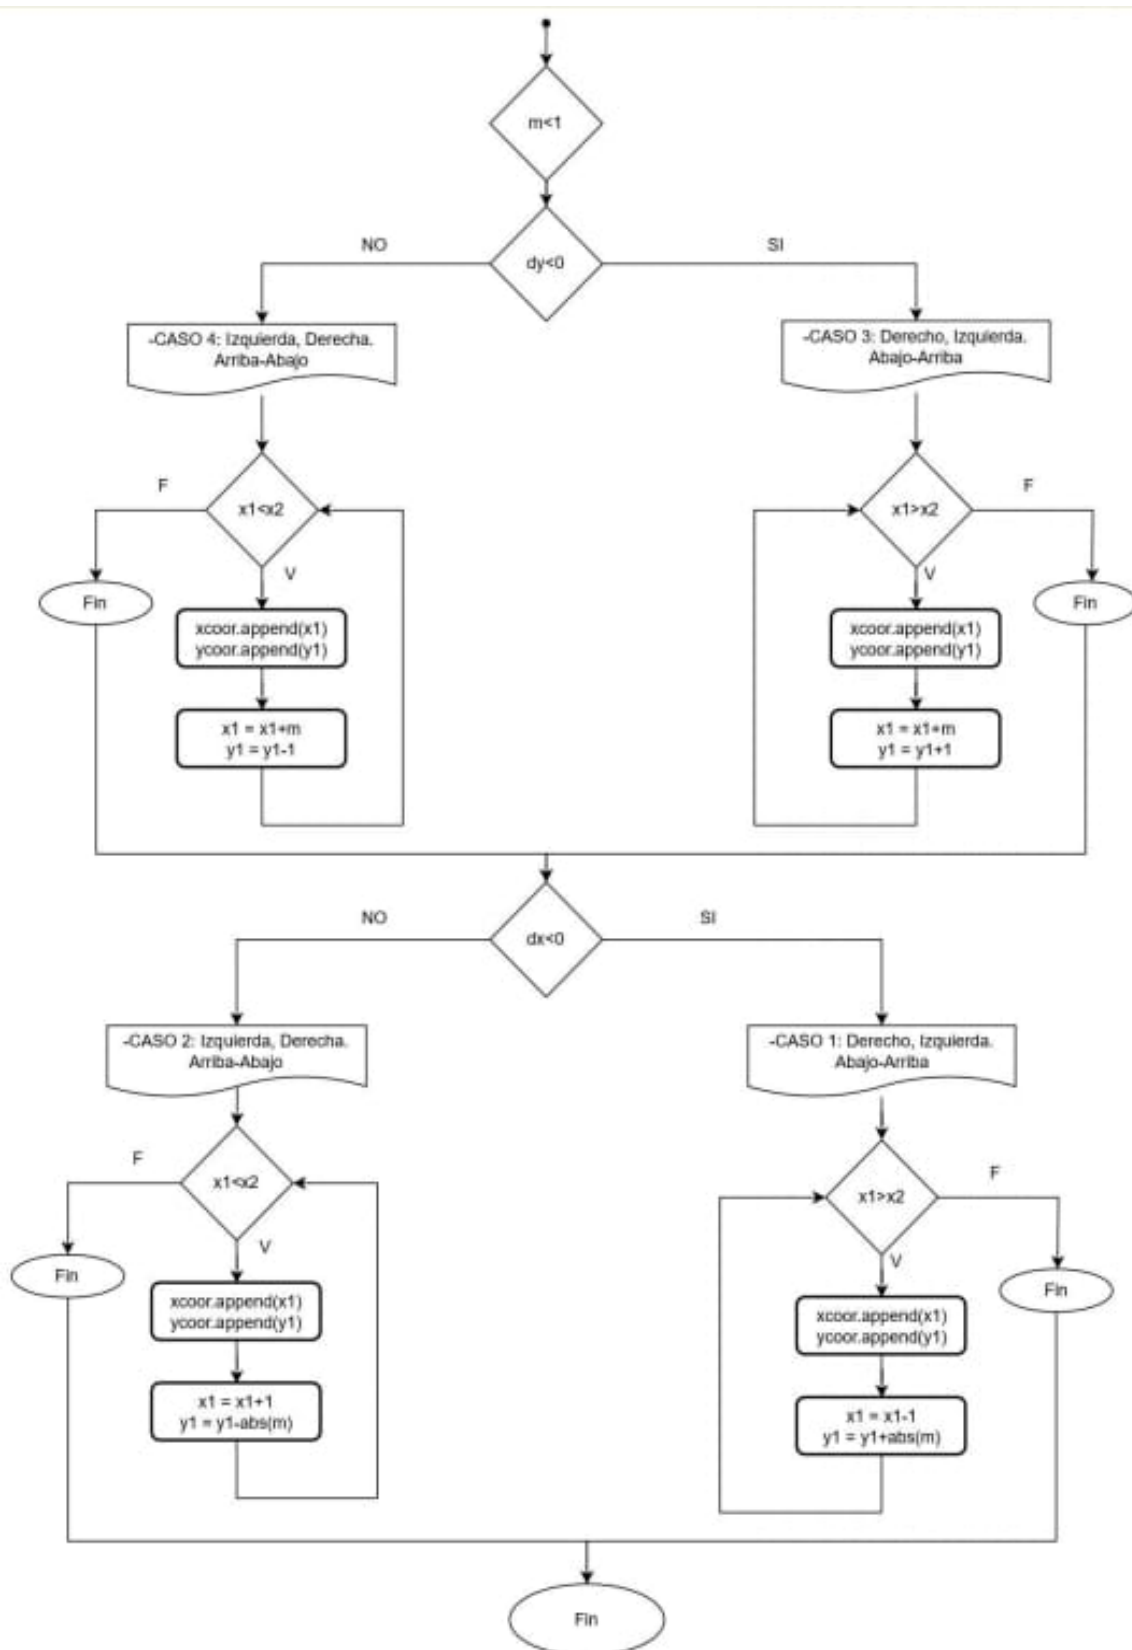 m<1
NO
SI
dy<0
-CASO 4: Izquierda, Derecha.
Arriba-Abajo
-CASO 3: Derecho, Izquierda.
Abajo-Arriba
F
x1<x2
V
Fin
xcoor.append(x1)
ycoor.append(y1)
x1 = x1+m
y1 = y1-1
x1>x2
F
V
Fin
xcoor.append(x1)
ycoor.append(y1)
x1 = x1+m
y1 = y1+1
NO
SI
dx<0
-CASO 2: Izquierda, Derecha.
Arriba-Abajo
-CASO 1: Derecho, Izquierda.
Abajo-Arriba
F
x1<x2
V
Fin
xcoor.append(x1)
ycoor.append(y1)
x1 = x1+1
y1 = y1-abs(m)
F
x1>x2
V
Fin
xcoor.append(x1)
ycoor.append(y1)
x1 = x1-1
y1 = y1+abs(m)
Fin